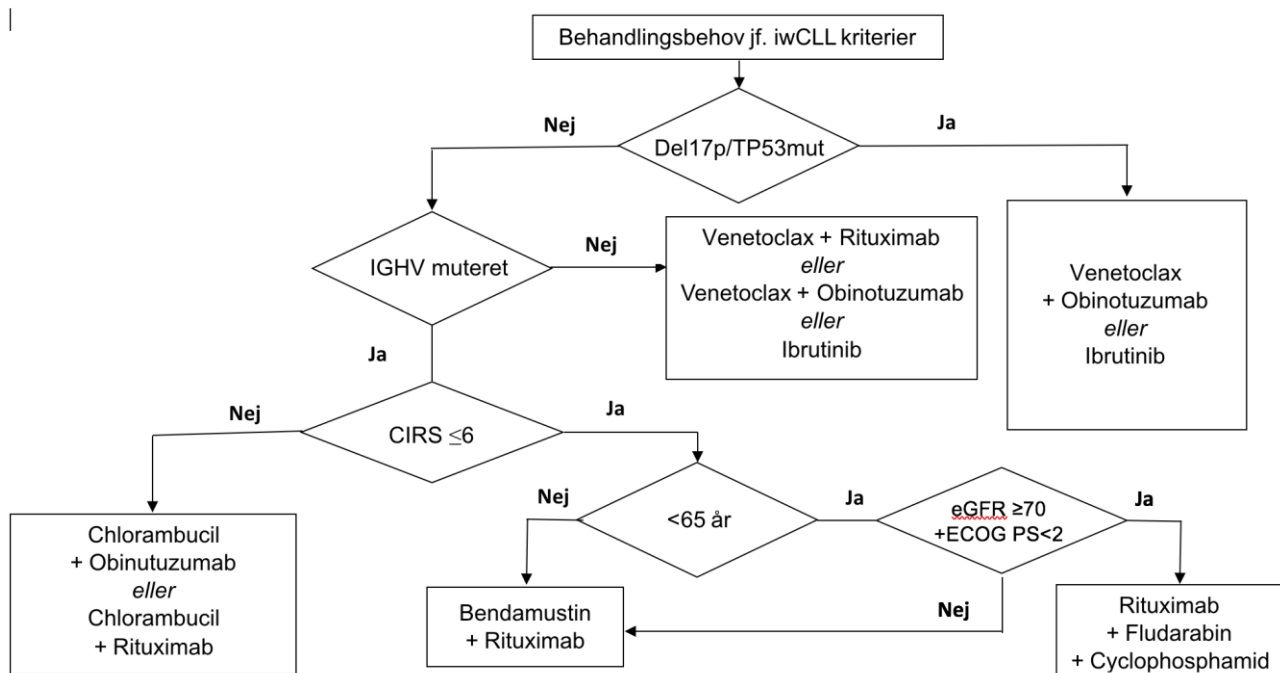 Behandlingsbehov jf. iwCLL kriterier
Nej
Ja
Del17p/TP53mut
IGHV muteret
Nej
Venetoclax + Rituximab
eller
Venetoclax + Obinotuzumab
eller
Ibrutinib
Venetoclax
+ Obinotuzumab
eller
Ibrutinib
Ja
Nej
Ja
CIRS ≤6
Nej
<65 år
Ja
eGFR ≥70
+ECOG PS<2
Ja
Chlorambucil
+ Obinutuzumab
eller
Chlorambucil
+ Rituximab
Bendamustin
+ Rituximab
Nej
Rituximab
+ Fludarabin
+ Cyclophosphamid